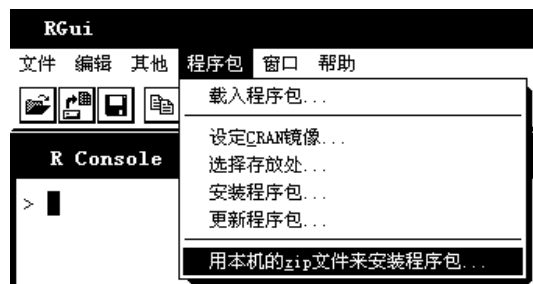 RGui
文件 编辑 其他 程序包 窗口 帮助
载入程序包...
设定CRAN镜像...
选择存放处...
安装程序包...
更新程序包...
用本机的zip文件来安装程序包...
R Console
>